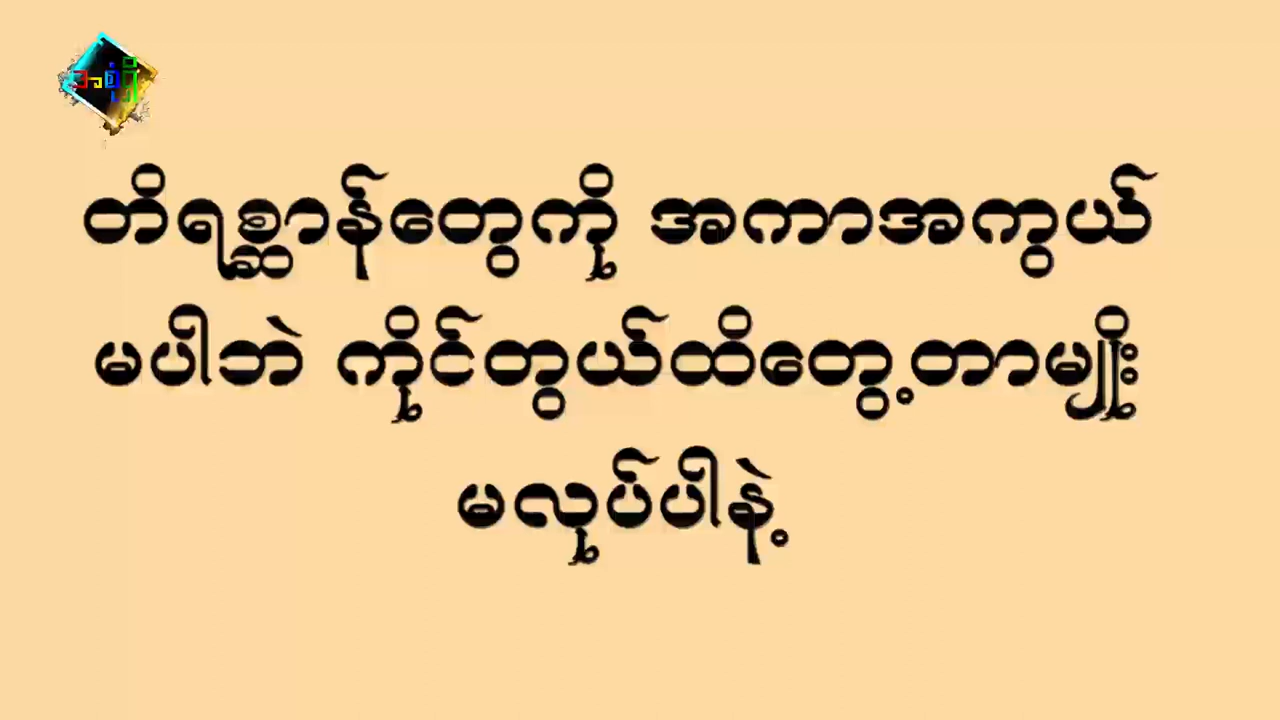 တိရစ္ဆာန်တွေကို အကာအကွယ်
မပါဘဲ ကိုင်တွယ်ထိတွေ့တာမျိုး
မလုပ်ပါနဲ့